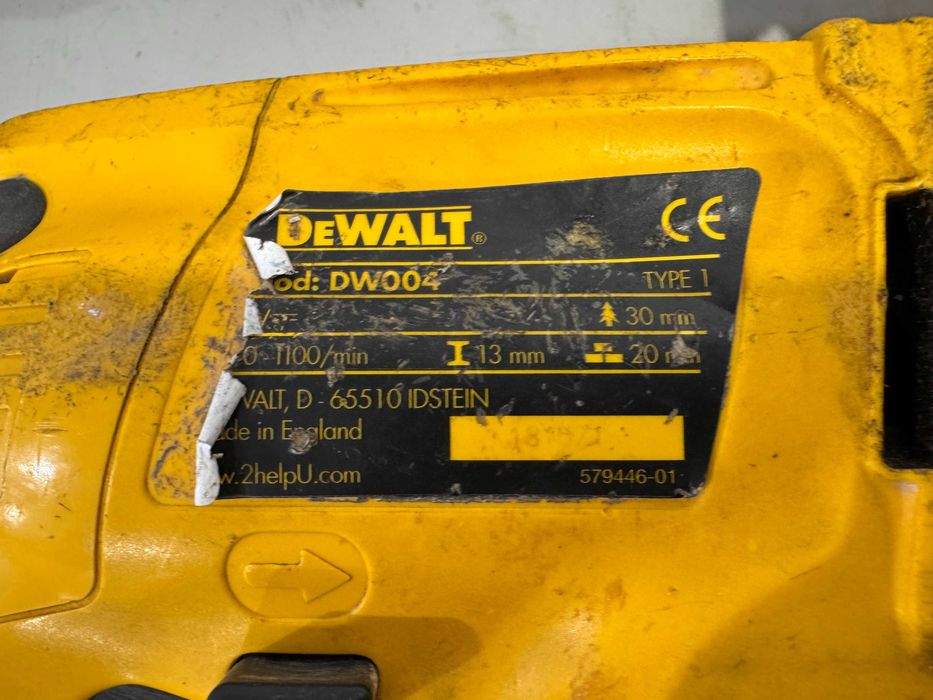 DEWALT®
CE
od: DW004 TYPE 1
30 mm
0 - 1100/min 13 mm 20 mm
WALT, D - 65510 IDSTEIN
de in England
w.2helpU.com
579446-01